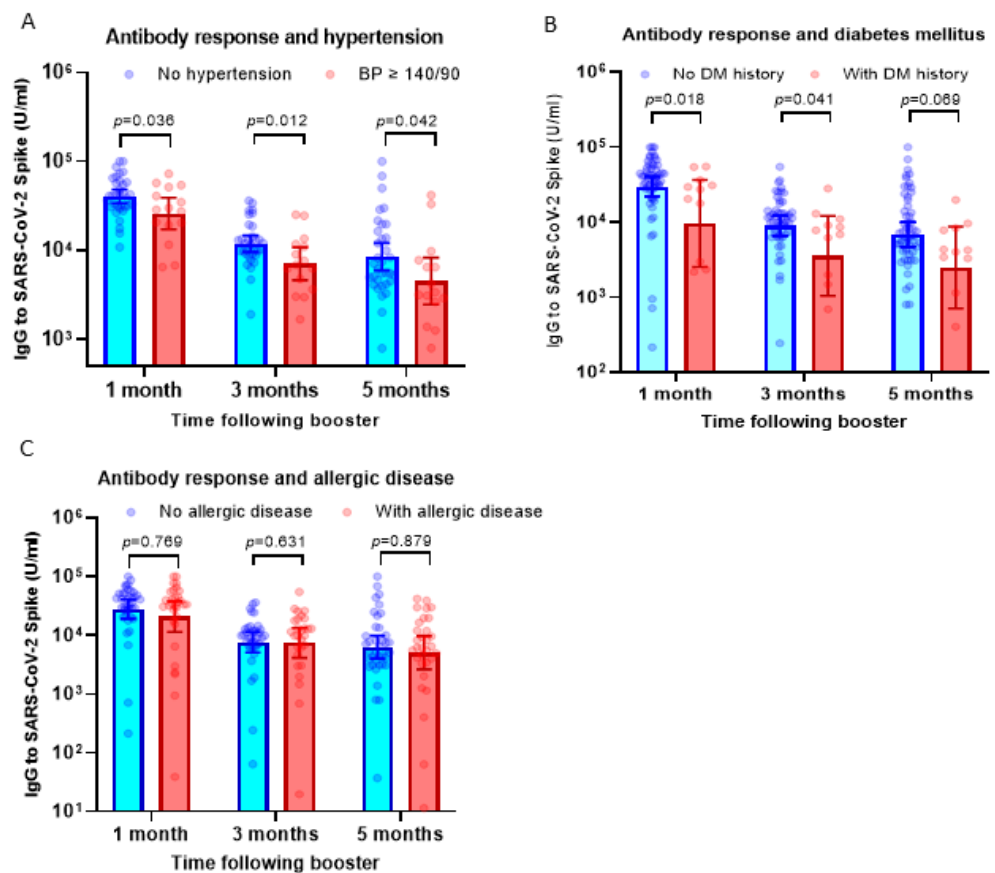 A
Antibody response and hypertension
No hypertension BP ≥ 140/90
IgG to SARS-CoV-2 Spike (U/ml)
10⁶
10⁵
10⁴
10³
p=0.036
p=0.012
p=0.042
1 month 3 months 5 months
Time following booster
B
Antibody response and diabetes mellitus
No DM history With DM history
IgG to SARS-CoV-2 Spike (U/ml)
10⁶
10⁵
10⁴
10³
10²
p=0.018
p=0.041
p=0.069
1 month 3 months 5 months
Time following booster
C
Antibody response and allergic disease
No allergic disease With allergic disease
IgG to SARS-CoV-2 Spike (U/ml)
10⁶
10⁵
10⁴
10³
10²
10¹
p=0.769
p=0.631
p=0.879
1 month 3 months 5 months
Time following booster